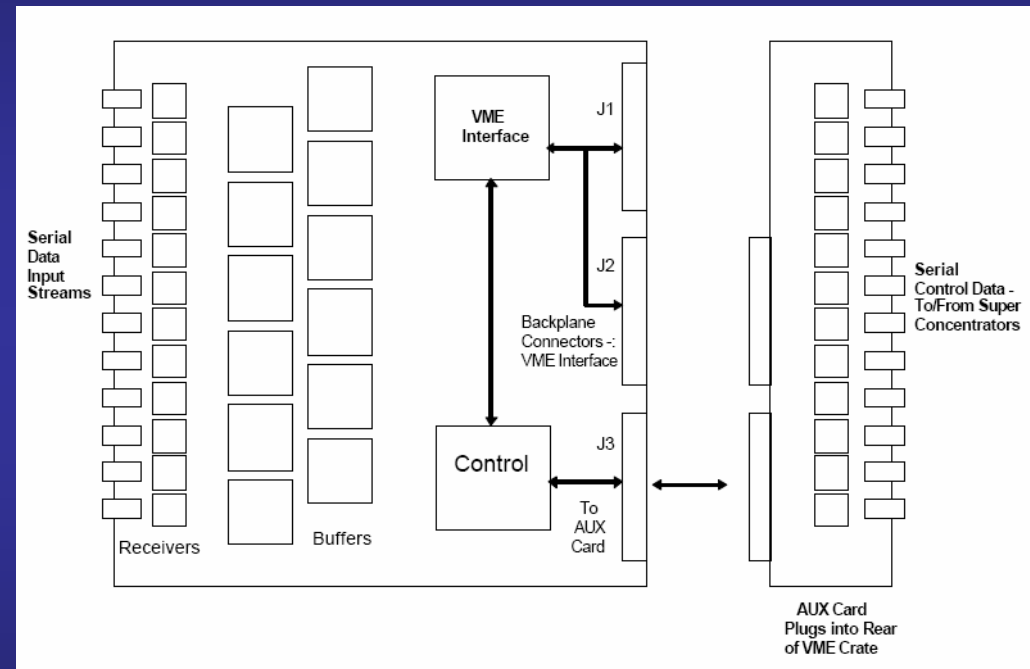 Serial
Data
Input
Streams
Receivers
Buffers
VME
Interface
J1
J2
Backplane
Connectors -:
VME Interface
Control
J3
To
AUX
Card
Serial
Control Data -
To/From Super
Concentrators
AUX Card
Plugs into Rear
of VME Crate